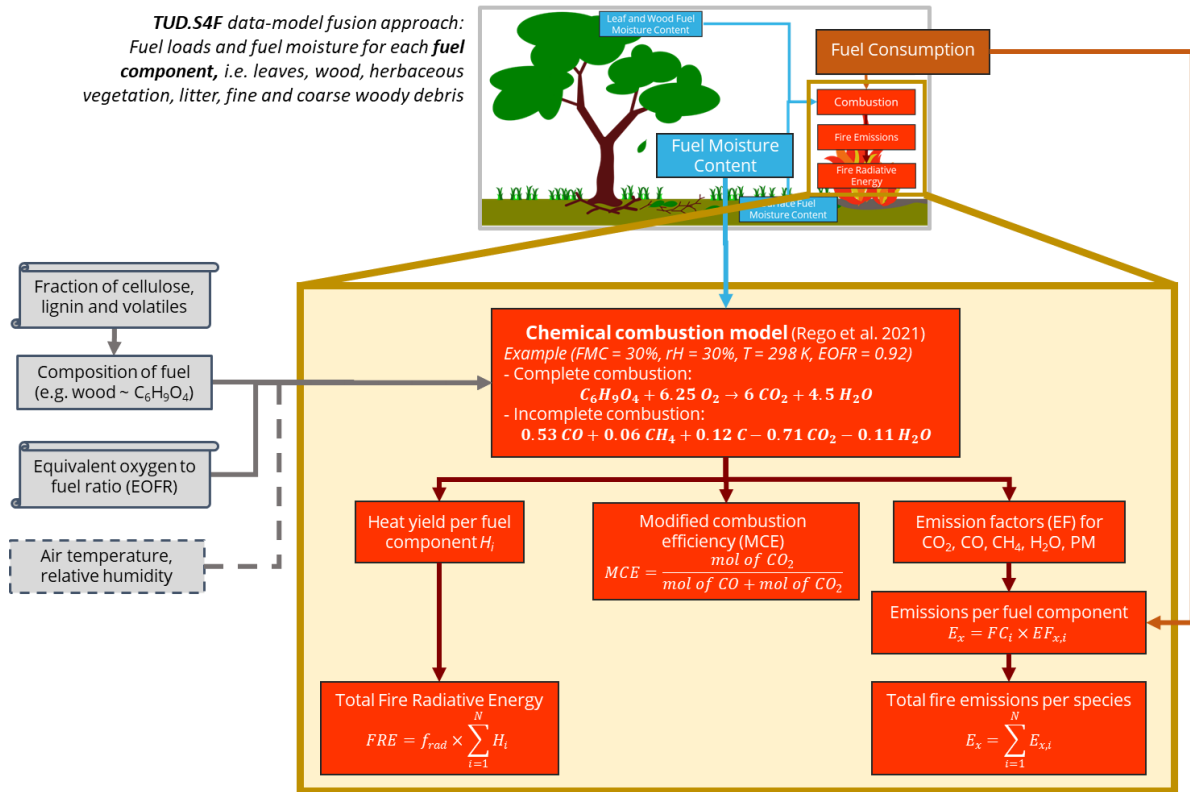 TUD.S4F data-model fusion approach:
Fuel loads and fuel moisture for each fuel
component, i.e. leaves, wood, herbaceous
vegetation, litter, fine and coarse woody debris
Leaf and Wood Fuel
Moisture Content
Fuel Consumption
Combustion
Fire Emissions
Fire Radiative
Energy
Fuel Moisture
Content
Fuel
Moisture Content
Fraction of cellulose,
lignin and volatiles
Composition of fuel
(e.g. wood ~ C₆H₉O₄)
Equivalent oxygen to
fuel ratio (EOFR)
Air temperature,
relative humidity
Chemical combustion model (Rego et al. 2021)
Example (FMC = 30%, rH = 30%, T = 298 K, EOFR = 0.92)
- Complete combustion:
C₆H₉O₄ + 6.25 O₂ → 6 CO₂ + 4.5 H₂O
- Incomplete combustion:
0.53 CO + 0.06 CH₄ + 0.12 C − 0.71 CO₂ − 0.11 H₂O
Heat yield per fuel
component Hᵢ
Modified combustion
efficiency (MCE)
MCE = mol of CO₂ / mol of CO + mol of CO₂
Emission factors (EF) for
CO₂, CO, CH₄, H₂O, PM
Emissions per fuel component
Eₓ = FCᵢ × EFₓ,ᵢ
Total Fire Radiative Energy
FRE = f_rad × ∑_{i=1}^{N} Hᵢ
Total fire emissions per species
Eₓ = ∑_{i=1}^{N} Eₓ,ᵢ